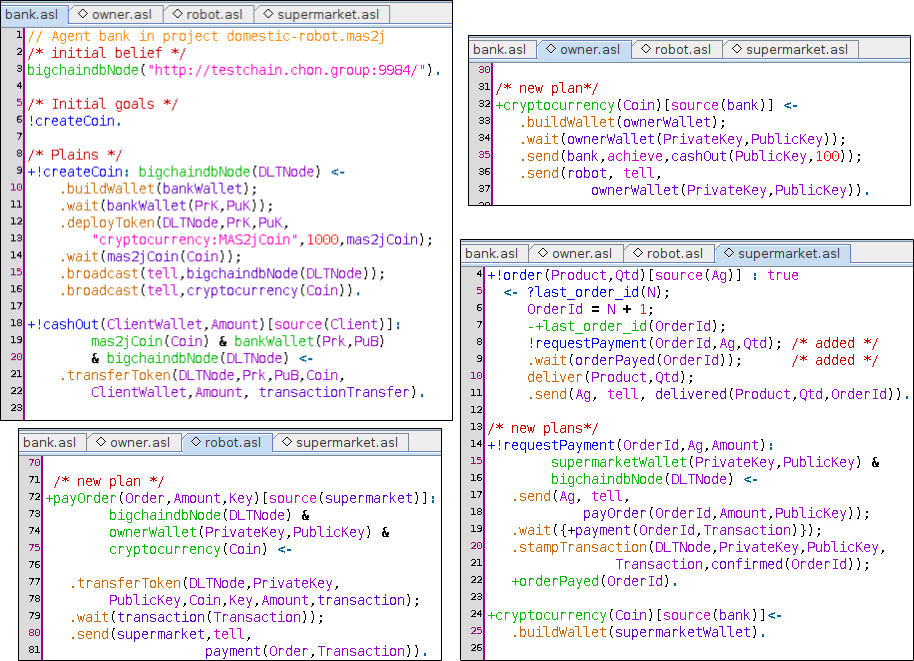 bank.asl owner.asl robot.asl supermarket.asl
1 // Agent bank in project domestic-robot.mas2j
2 /* initial belief */
3 bigchaindbNode("http://testchain.chon.group:9984/").
4
5 /* Initial goals */
6 !createCoin.
7
8 /* Plains */
9 +!createCoin: bigchaindbNode(DLTNode) <-
10 .buildWallet(bankWallet);
11 .wait(bankWallet(PrK,PuK));
12 .deployToken(DLTNode,PrK,PuK,
13 "cryptocurrency:MAS2jCoin",1000,mas2jCoin);
14 .wait(mas2jCoin(Coin));
15 .broadcast(tell,bigchaindbNode(DLTNode));
16 .broadcast(tell,cryptocurrency(Coin)).
17
18 +!cashOut(ClientWallet,Amount)[source(Client)]:
19 mas2jCoin(Coin) & bankWallet(Prk,PuB)
20 & bigchaindbNode(DLTNode) <-
21 .transferToken(DLTNode,Prk,PuB,Coin,
22 ClientWallet,Amount, transactionTransfer).
23
bank.asl owner.asl robot.asl supermarket.asl
30
31 /* new plan*/
32 +cryptocurrency(Coin)[source(bank)] <-
33 .buildWallet(ownerWallet);
34 .wait(ownerWallet(PrivateKey,PublicKey));
35 .send(bank,achieve,cashOut(PublicKey,100));
36 .send(robot, tell,
37 ownerWallet(PrivateKey,PublicKey)).
bank.asl owner.asl robot.asl supermarket.asl
70
71 /* new plan */
72 +payOrder(Order,Amount,Key)[source(supermarket)]:
73 bigchaindbNode(DLTNode) &
74 ownerWallet(PrivateKey,PublicKey) &
75 cryptocurrency(Coin) <-
76
77 .transferToken(DLTNode,PrivateKey,
78 PublicKey,Coin,Key,Amount,transaction);
79 .wait(transaction(Transaction));
80 .send(supermarket,tell,
81 payment(Order,Transaction)).
bank.asl owner.asl robot.asl supermarket.asl
4 +!order(Product,Qtd)[source(Ag)] : true
5 <- ?last_order_id(N);
6 OrderId = N + 1;
7 -+last_order_id(OrderId);
8 !requestPayment(OrderId,Ag,Qtd); /* added */
9 .wait(orderPayed(OrderId)); /* added */
10 deliver(Product,Qtd);
11 .send(Ag, tell, delivered(Product,Qtd,OrderId)).
12
13 /* new plans*/
14 +!requestPayment(OrderId,Ag,Amount):
15 supermarketWallet(PrivateKey,PublicKey) &
16 bigchaindbNode(DLTNode) <-
17 .send(Ag, tell,
18 payOrder(OrderId,Amount,PublicKey));
19 .wait({+payment(OrderId,Transaction)});
20 .stampTransaction(DLTNode,PrivateKey,PublicKey,
21 Transaction,confirmed(OrderId));
22 +orderPayed(OrderId).
23
24 +cryptocurrency(Coin)[source(bank)]<-
25 .buildWallet(supermarketWallet).
26